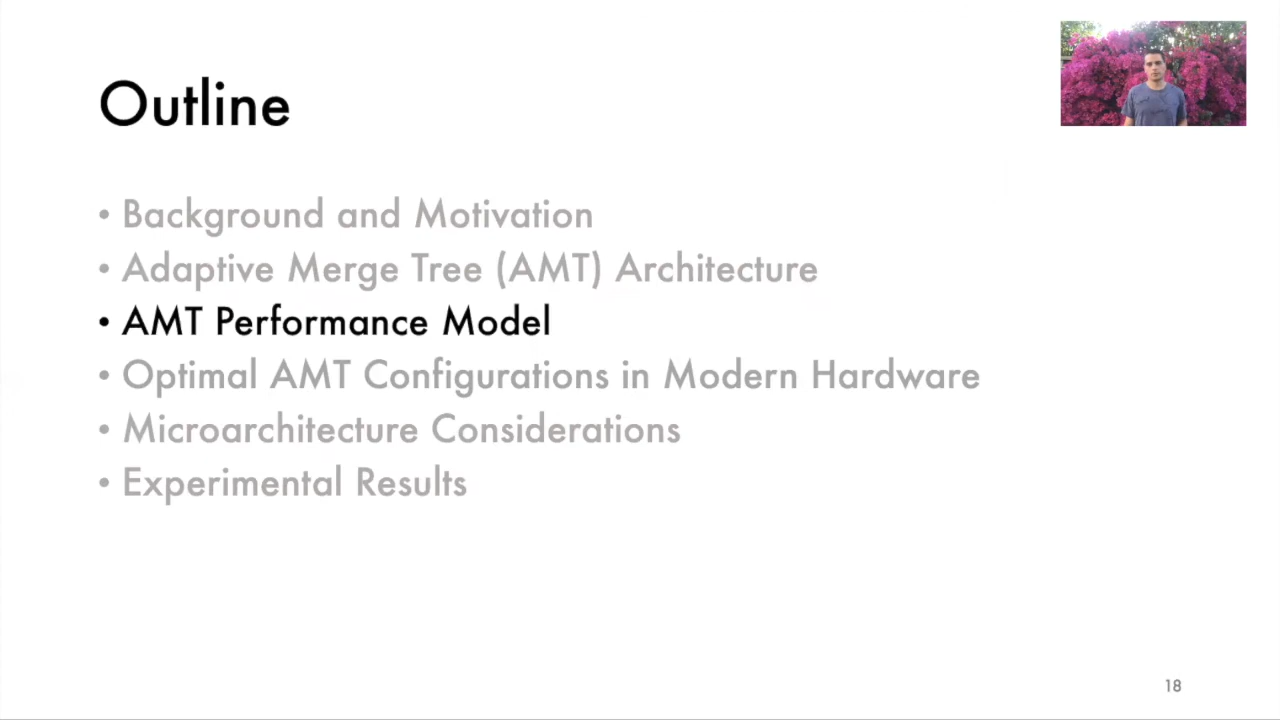 Outline
• Background and Motivation
• Adaptive Merge Tree (AMT) Architecture
• AMT Performance Model
• Optimal AMT Configurations in Modern Hardware
• Microarchitecture Considerations
• Experimental Results
18